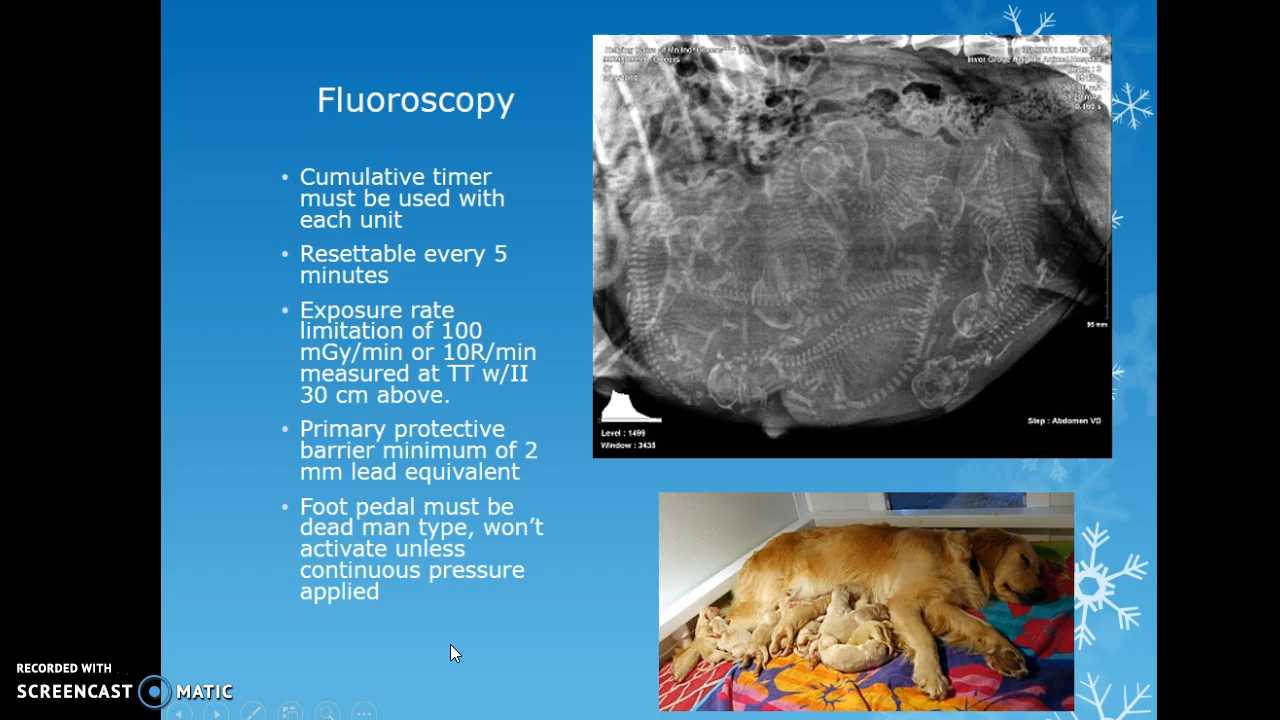 Fluoroscopy
• Cumulative timer
must be used with
each unit
• Resettable every 5
minutes
• Exposure rate
limitation of 100
mGy/min or 10R/min
measured at TT w/II
30 cm above.
• Primary protective
barrier minimum of 2
mm lead equivalent
• Foot pedal must be
dead man type, won't
activate unless
continuous pressure
applied
95 mm
Level : 1499
Window : 3435
Step : Abdomen VD
RECORDED WITH
SCREENCAST MATIC